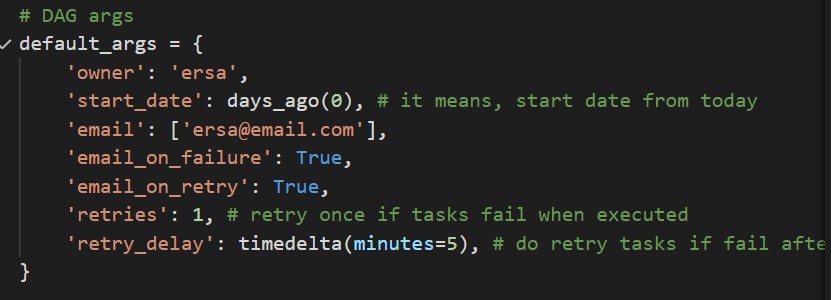 # DAG args
default_args = {
    'owner': 'ersa',
    'start_date': days_ago(0), # it means, start date from today
    'email': ['ersa@email.com'],
    'email_on_failure': True,
    'email_on_retry': True,
    'retries': 1, # retry once if tasks fail when executed
    'retry_delay': timedelta(minutes=5), # do retry tasks if fail afte
}